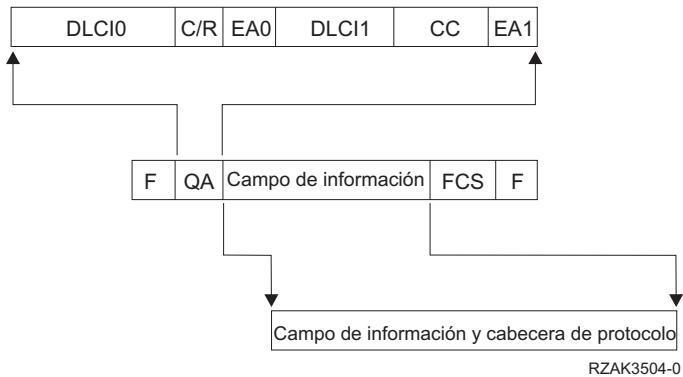 DLCI0 C/R EA0 DLCI1 CC EA1
F QA Campo de información FCS F
Campo de información y cabecera de protocolo
RZAK3504-0